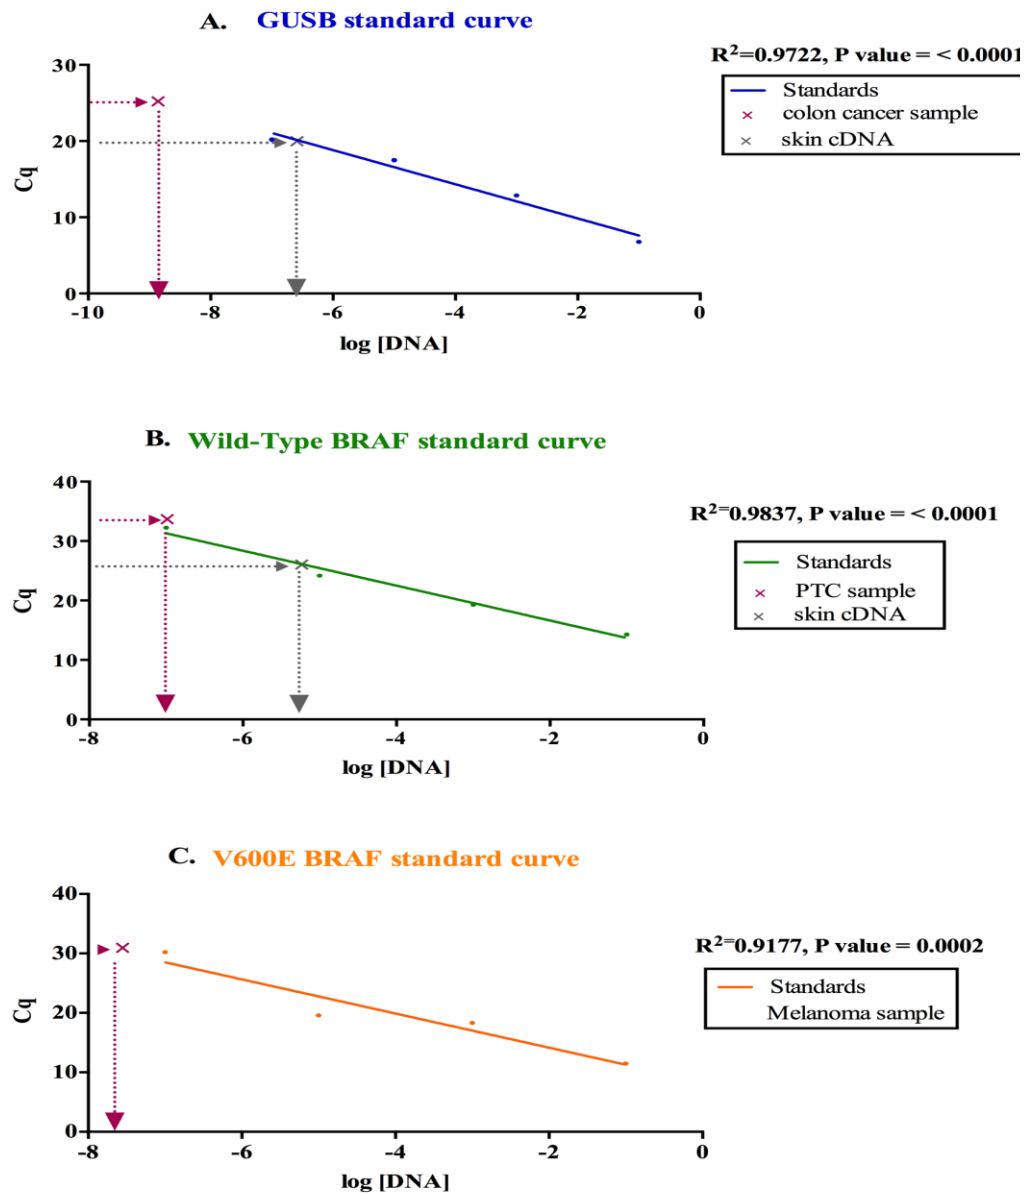 A. GUSB standard curve
R²=0.9722, P value = < 0.0001
Standards
colon cancer sample
skin cDNA
30
20
10
0
Cq
-10 -8 -6 -4 -2 0
log [DNA]
B. Wild-Type BRAF standard curve
R²=0.9837, P value = < 0.0001
Standards
PTC sample
skin cDNA
40
30
20
10
0
Cq
-8 -6 -4 -2 0
log [DNA]
C. V600E BRAF standard curve
R²=0.9177, P value = 0.0002
Standards
Melanoma sample
40
30
20
10
0
Cq
-8 -6 -4 -2 0
log [DNA]